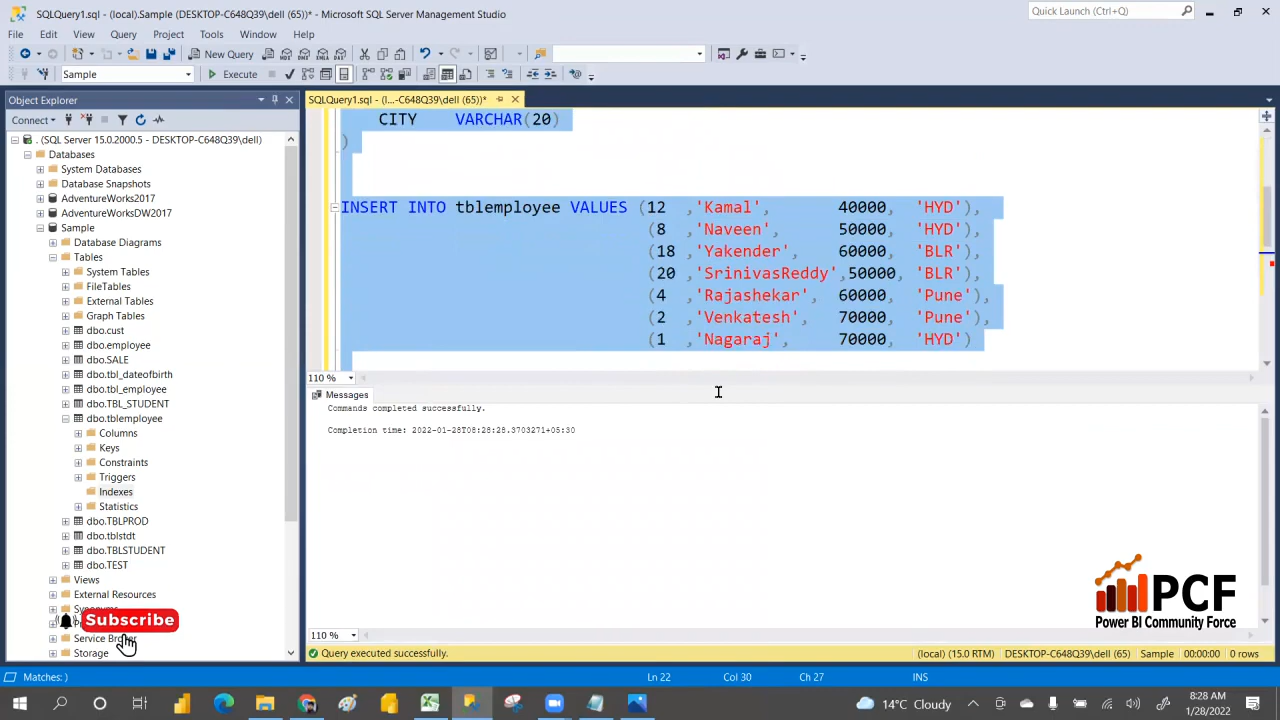 SQLQuery1.sql - (local).Sample (DESKTOP-C648Q39\dell (65))* - Microsoft SQL Server Management Studio
Quick Launch (Ctrl+Q)
File Edit View Query Project Tools Window Help
New Query
Sample Execute
Object Explorer
SQLQuery1.sql - (l...-C648Q39\dell (65))*
Connect
. (SQL Server 15.0.2000.5 - DESKTOP-C648Q39\dell)
Databases
System Databases
Database Snapshots
AdventureWorks2017
AdventureWorksDW2017
Sample
Database Diagrams
Tables
System Tables
FileTables
External Tables
Graph Tables
dbo.cust
dbo.employee
dbo.SALE
dbo.tbl_dateofbirth
dbo.tbl_employee
dbo.TBL_STUDENT
dbo.tblemployee
Columns
Keys
Constraints
Triggers
Indexes
Statistics
dbo.TBLPROD
dbo.tblstdt
dbo.TBLSTUDENT
dbo.TEST
Views
External Resources
Subscribe
Storage
CITY VARCHAR(20)
)
INSERT INTO tblemployee VALUES (12 ,'Kamal', 40000, 'HYD'),
(8 ,'Naveen', 50000, 'HYD'),
(18 ,'Yakender', 60000, 'BLR'),
(20 ,'SrinivasReddy',50000, 'BLR'),
(4 ,'Rajashekar', 60000, 'Pune'),
(2 ,'Venkatesh', 70000, 'Pune'),
(1 ,'Nagaraj', 70000, 'HYD')
110 %
Messages
Commands completed successfully.
Completion time: 2022-01-28T08:28:28.3703271+05:30
PCF
Power BI Community Force
110 %
Query executed successfully. (local) (15.0 RTM) DESKTOP-C648Q39\dell (65) Sample 00:00:00 0 rows
Matches: ) Ln 22 Col 30 Ch 27 INS
14°C Cloudy
8:28 AM
1/28/2022